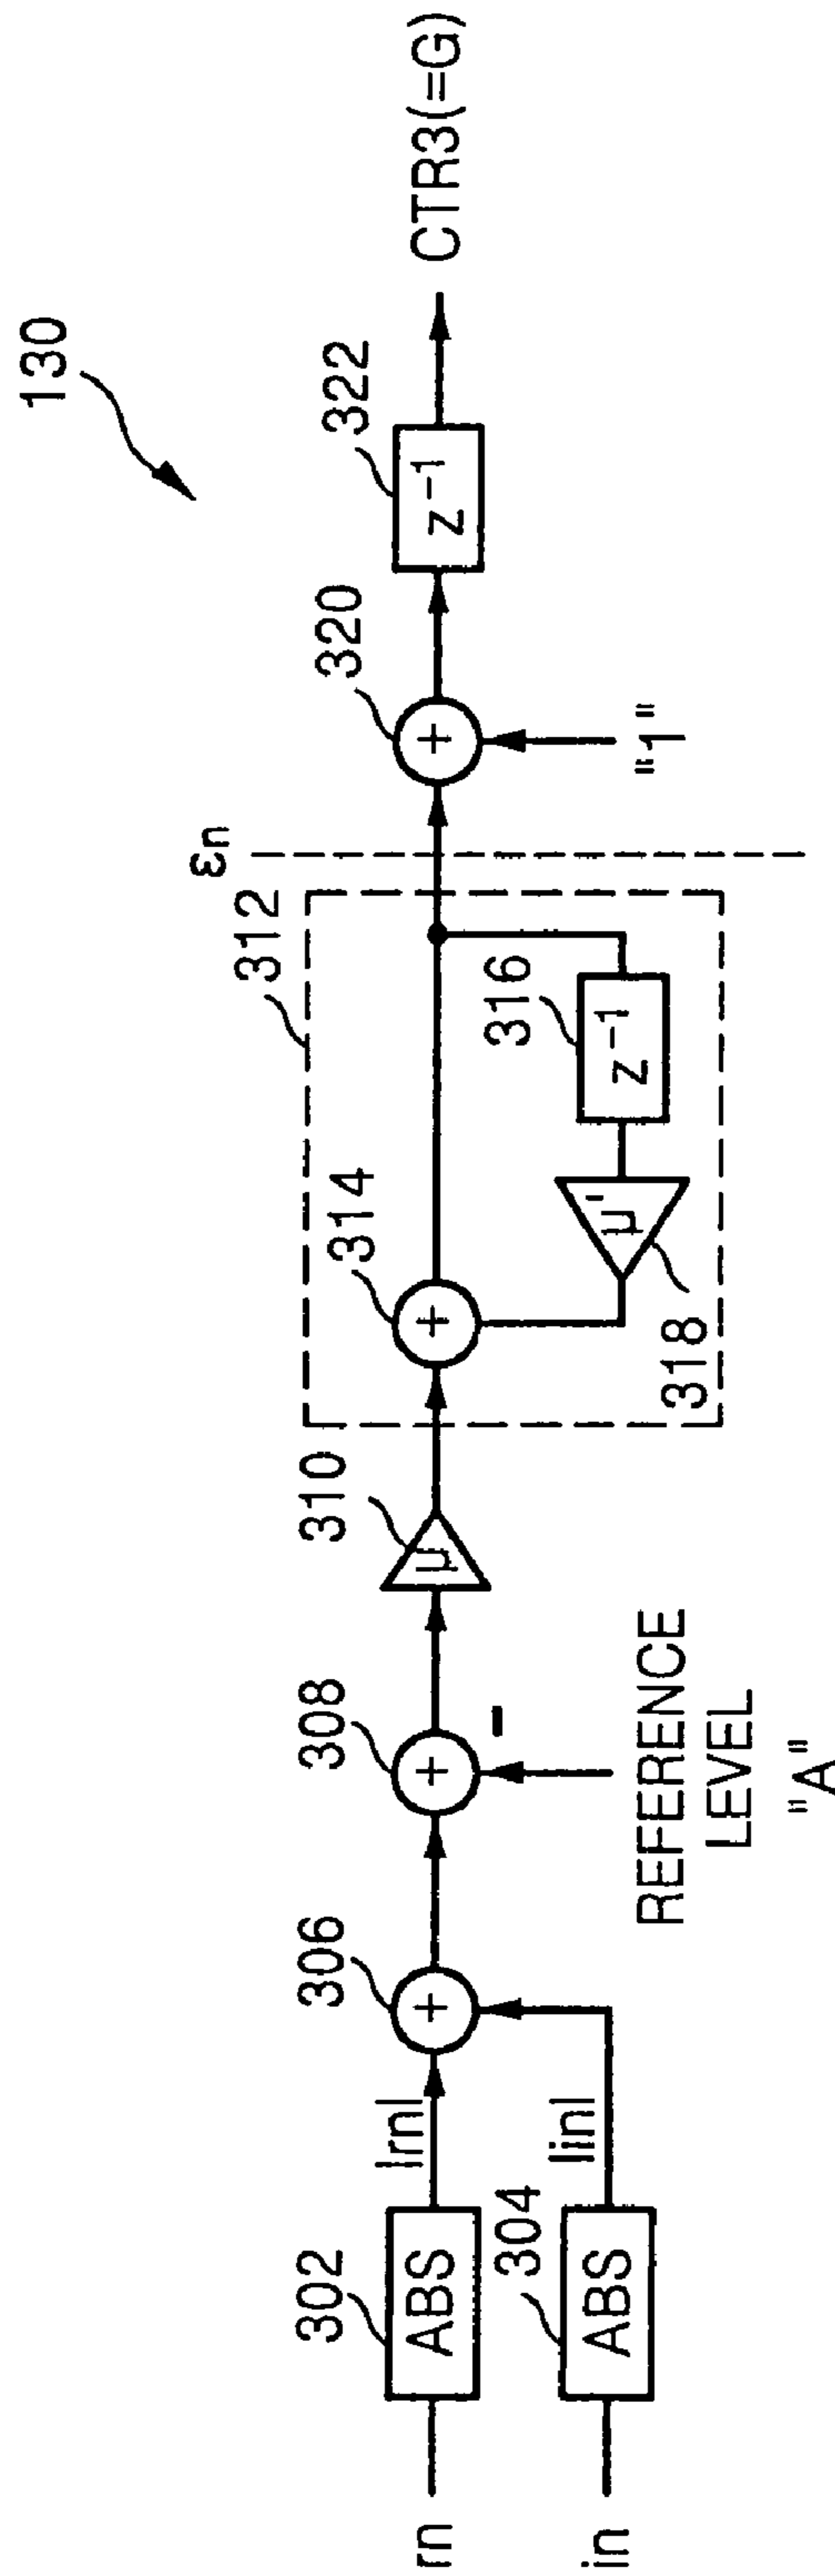 130
rn
302
ABS
|rn|
in
304
ABS
|in|
306
+
308
+
-
REFERENCE
LEVEL
"A"
310
μ
312
314
+
316
z⁻¹
318
μ'
εn
320
+
"1"
322
z⁻¹
CTR3(=G)